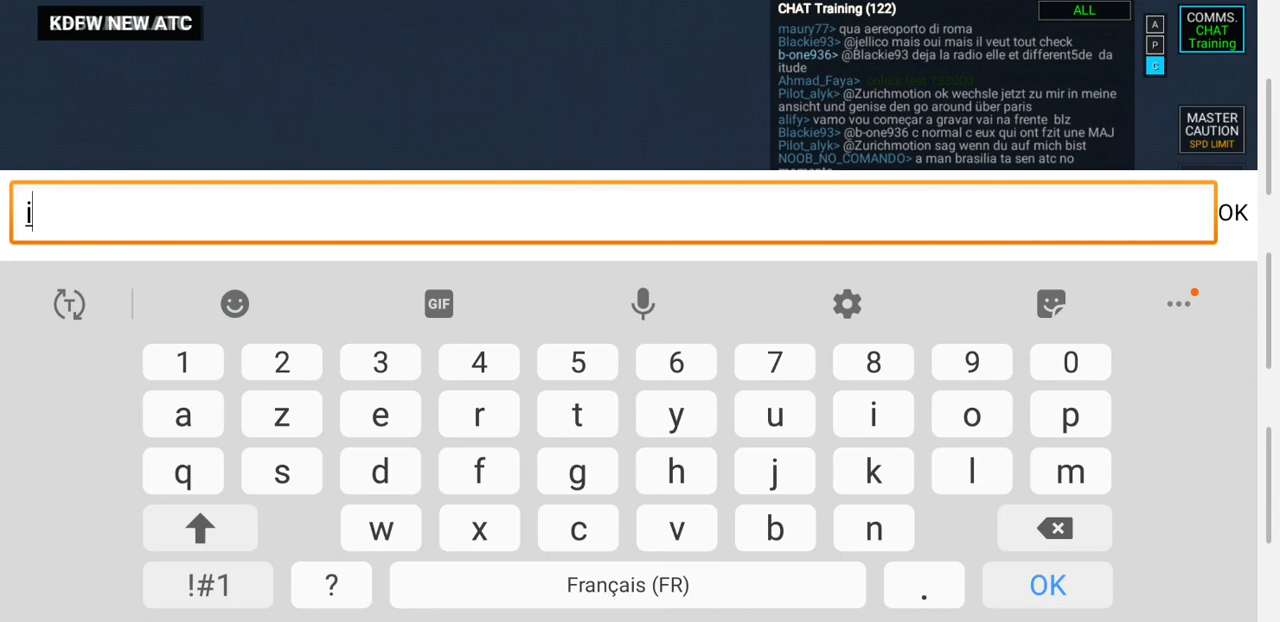 KDFW NEW ATC
CHAT Training (122)
ALL
maury77> qua aereoporto di roma
Blackie93> @jellico mais oui mais il veut tout check
b-one936> @Blackie93 deja la radio elle et different5de da
itude
Ahmad_Faya> colour test 123000
Pilot_alyk> @Zurichmotion ok wechsle jetzt zu mir in meine
ansicht und genise den go around über paris
alify> vamo vou começar a gravar vai na frente blz
Blackie93> @b-one936 c normal c eux qui ont fzit une MAJ
Pilot_alyk> @Zurichmotion sag wenn du auf mich bist
NOOB_NO_COMANDO> a man brasilia ta sen atc no
A
P
C
COMMS.
CHAT
Training
MASTER
CAUTION
SPD LIMIT
i
OK
T
GIF
1 2 3 4 5 6 7 8 9 0
a z e r t y u i o p
q s d f g h j k l m
w x c v b n
!#1 ? Français (FR) . OK